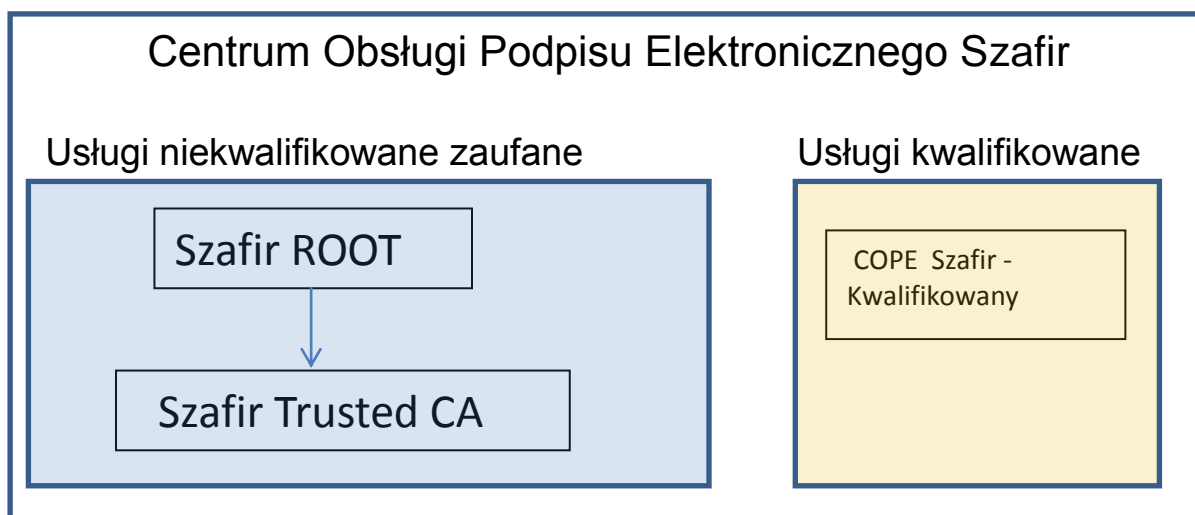 Centrum Obsługi Podpisu Elektronicznego Szafir
Usługi niekwalifikowane zaufane
Szafir ROOT
Szafir Trusted CA
Usługi kwalifikowane
COPE Szafir -
Kwalifikowany